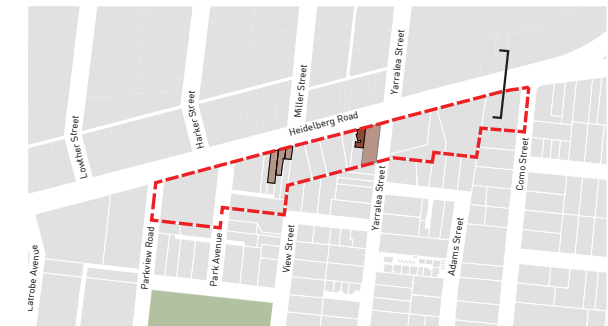 Yarralea Street
Miller Street
Harker Street
Lowther Street
Heidelberg Road
Como Street
Yarralea Street
Adams Street
View Street
Park Avenue
Parkview Road
Latrobe Avenue